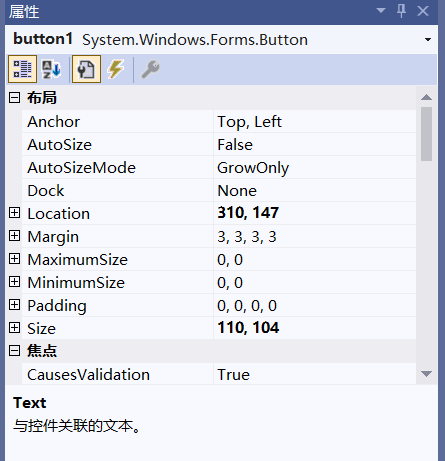 属性
button1 System.Windows.Forms.Button
布局
Anchor Top, Left
AutoSize False
AutoSizeMode GrowOnly
Dock None
Location 310, 147
Margin 3, 3, 3, 3
MaximumSize 0, 0
MinimumSize 0, 0
Padding 0, 0, 0, 0
Size 110, 104
焦点
CausesValidation True
Text
与控件关联的文本。